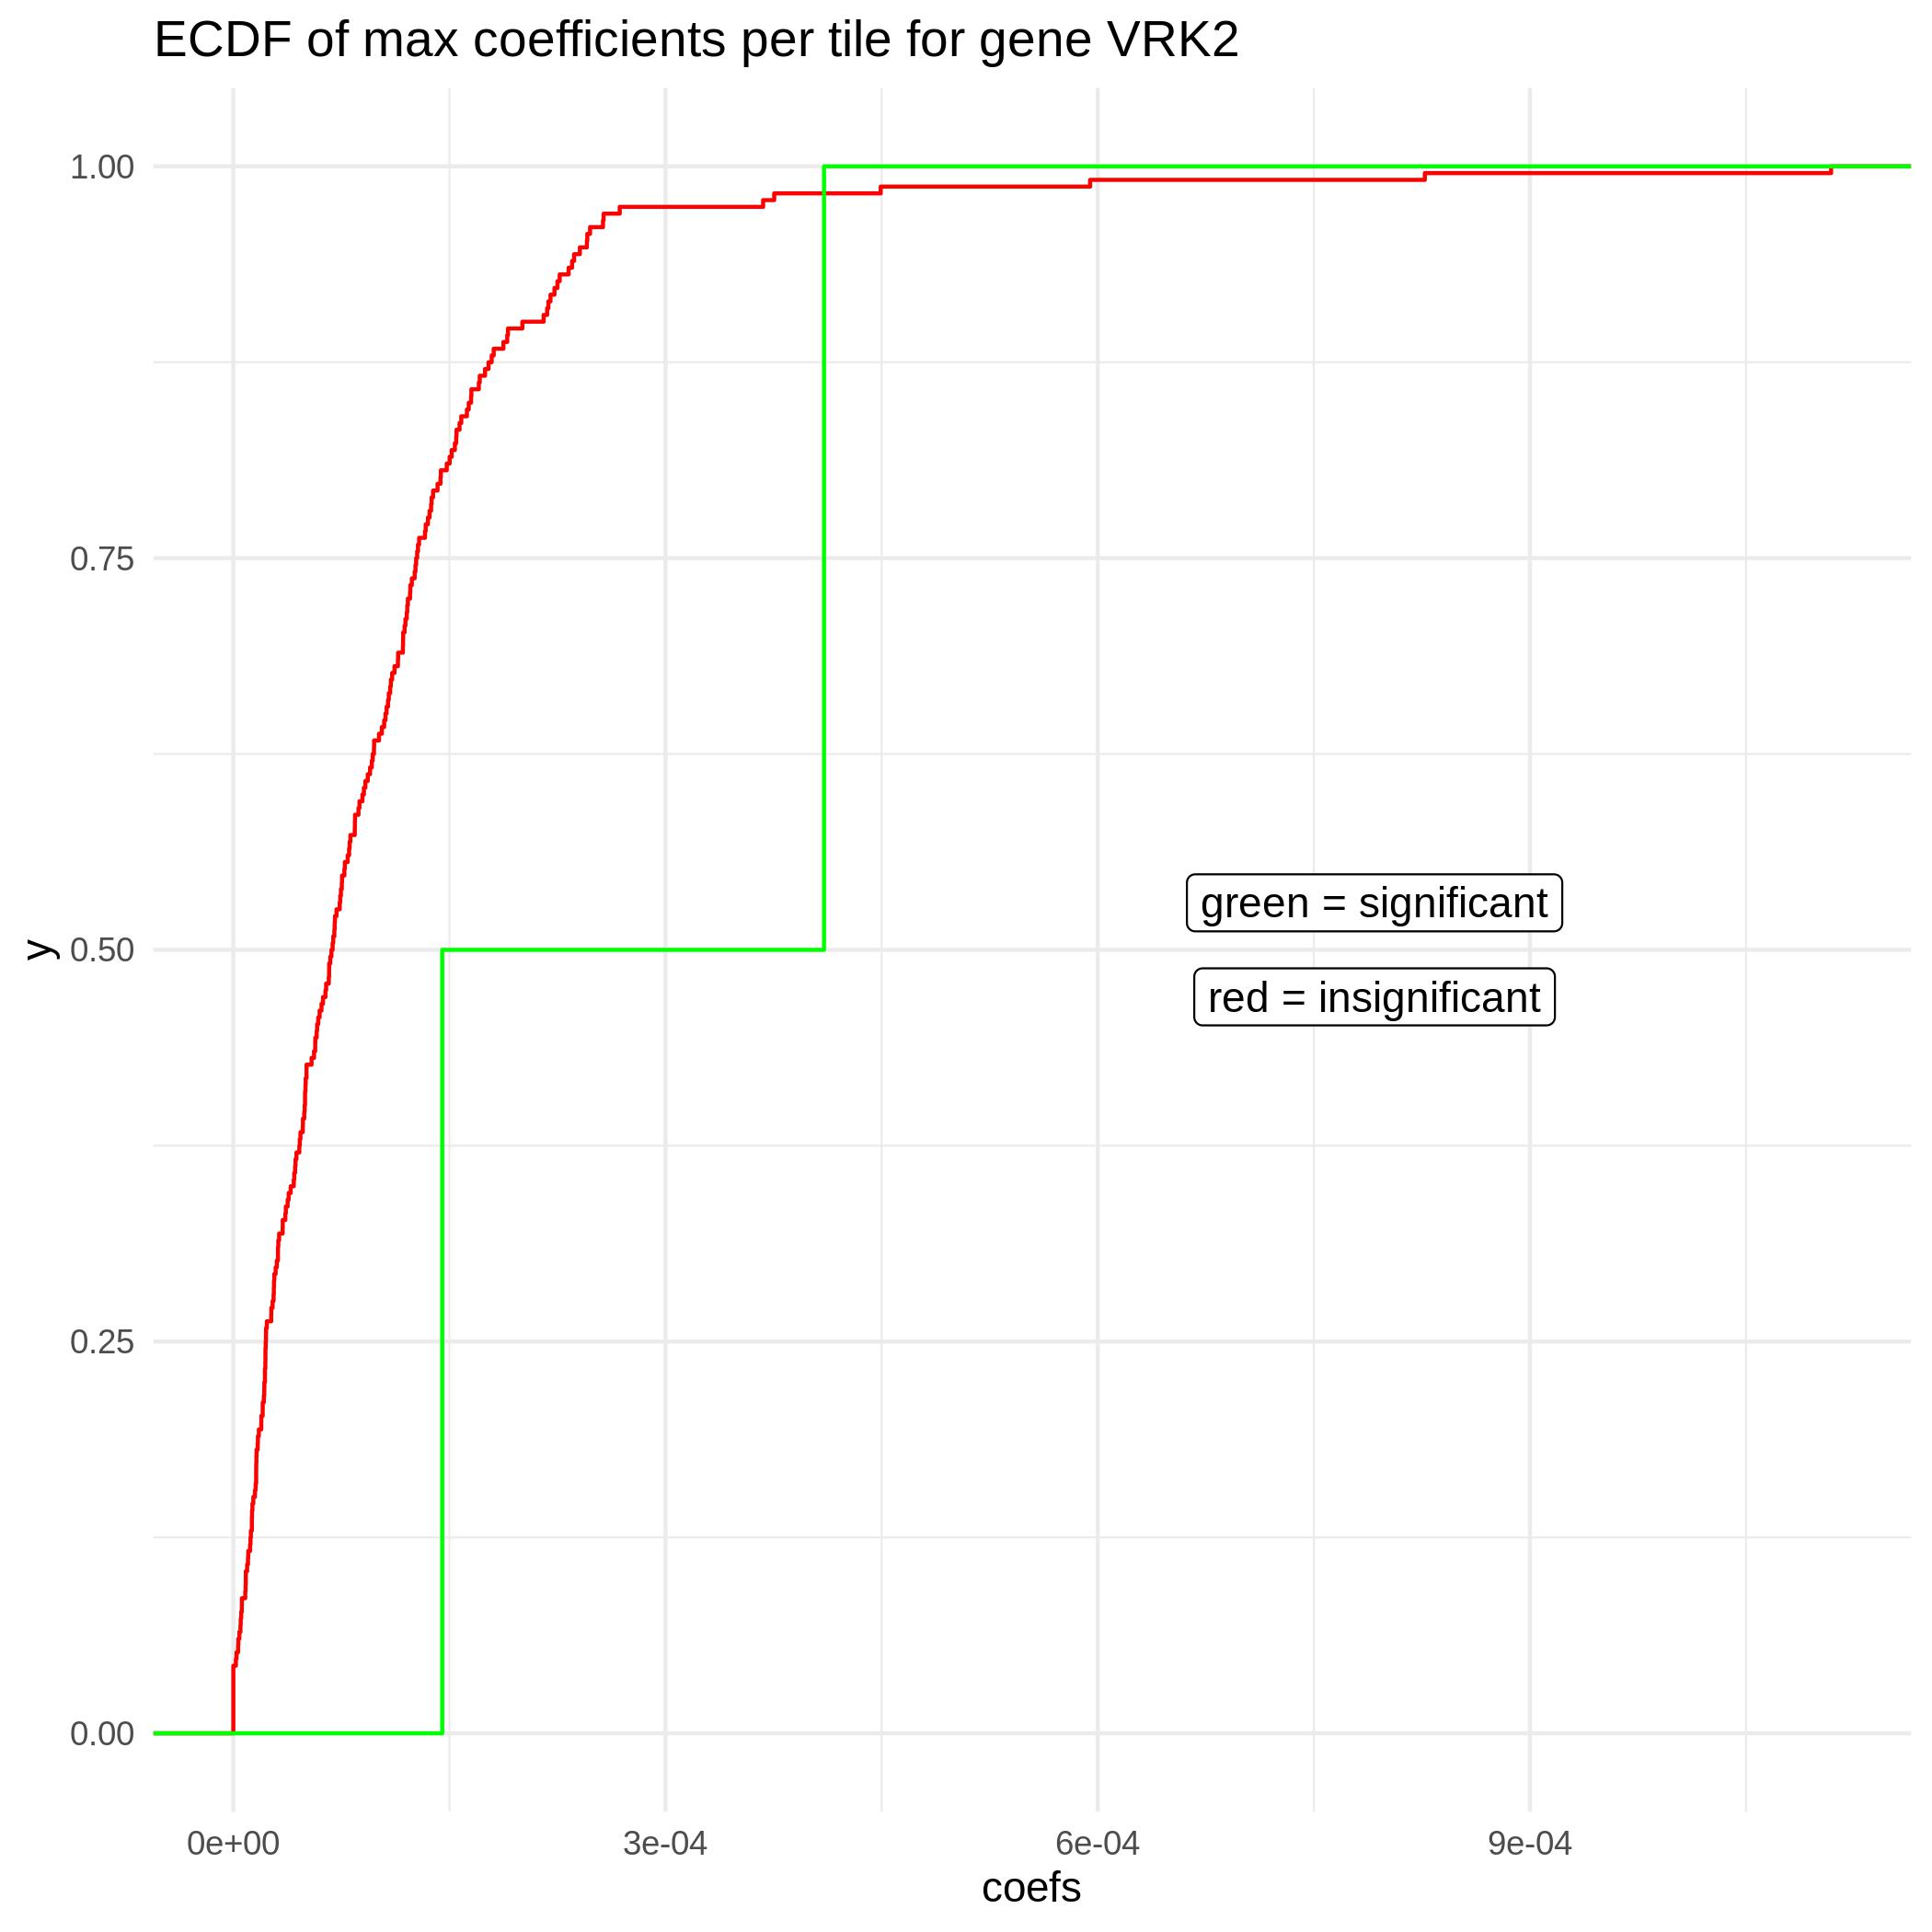 ECDF of max coefficients per tile for gene VRK2
1.00
0.75
0.50
0.25
0.00
y
green = significant
red = insignificant
0e+00 3e-04 6e-04 9e-04
coefs